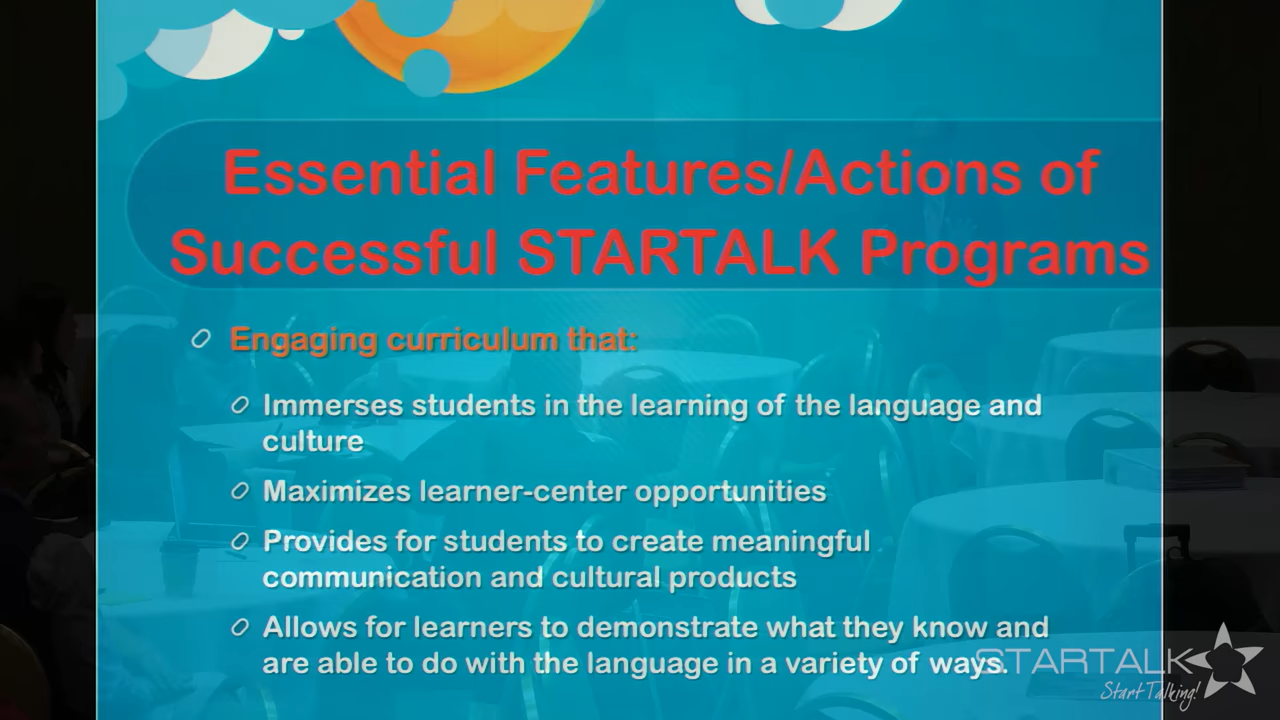 Essential Features/Actions of
Successful STARTALK Programs
Engaging curriculum that:
Immerses students in the learning of the language and
culture
Maximizes learner-center opportunities
Provides for students to create meaningful
communication and cultural products
Allows for learners to demonstrate what they know and
are able to do with the language in a variety of ways.
STARTALK
Start Talking!